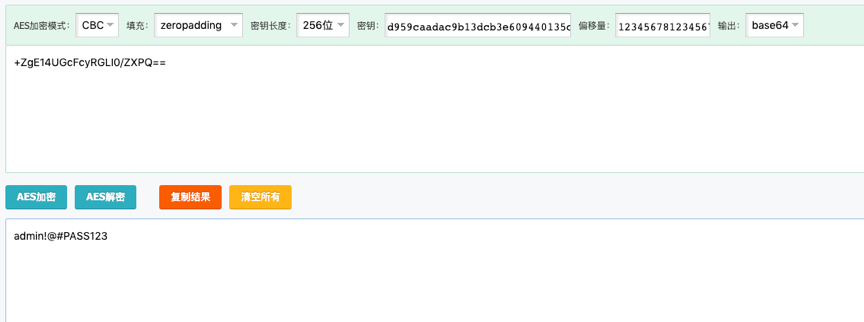 AES加密模式: CBC 填充: zeropadding 密钥长度: 256位 密钥: d959caadac9b13dcb3e609440135c 偏移量: 12345678123456 输出: base64
+ZgE14UGcFcyRGLI0/ZXPQ==
AES加密 AES解密 复制结果 清空所有
admin!@#PASS123